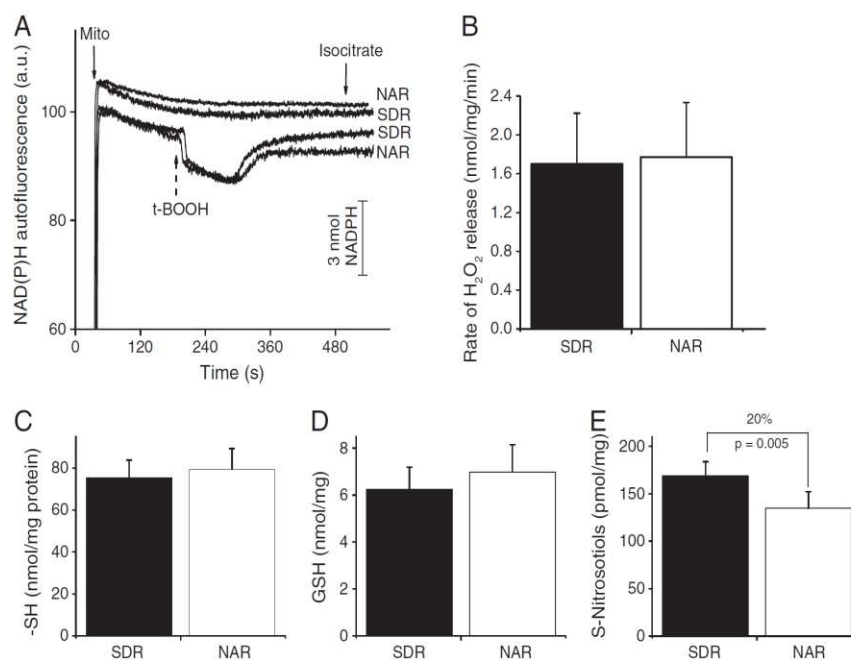 A
NAD(P)H autofluorescence (a.u.)
100
80
60
Mito
Isocitrate
NAR
SDR
SDR
NAR
t-BOOH
3 nmol
NADPH
0
120
240
360
480
Time (s)
B
Rate of H2O2 release (nmol/mg/min)
2.4
2.0
1.6
1.2
0.8
0.4
0.0
SDR
NAR
C
-SH (nmol/mg protein)
80
60
40
20
0
SDR
NAR
D
GSH (nmol/mg)
8
6
4
2
0
SDR
NAR
E
S-Nitrosotiols (pmol/mg)
200
150
100
50
0
20%
p = 0.005
SDR
NAR